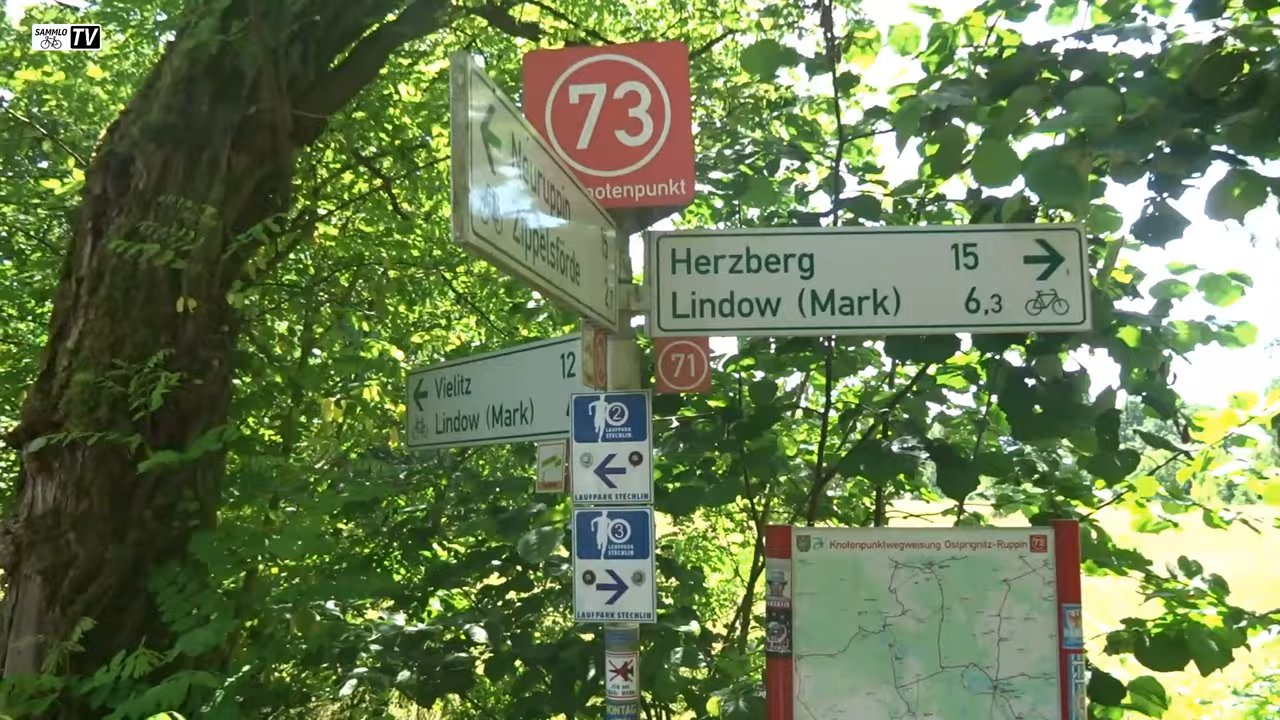 SAMMLO TV
73
notenpunkt
Neuruppin 15
Zippelsförde
Herzberg 15
Lindow (Mark) 6,3
71
Vielitz 12
Lindow (Mark)
2
LAUFPARK
STECHLIN
LAUFPARK STECHLIN
3
LAUFPARK
STECHLIN
LAUFPARK STECHLIN
Knotenpunktwegweisung Ostprignitz-Ruppin 73